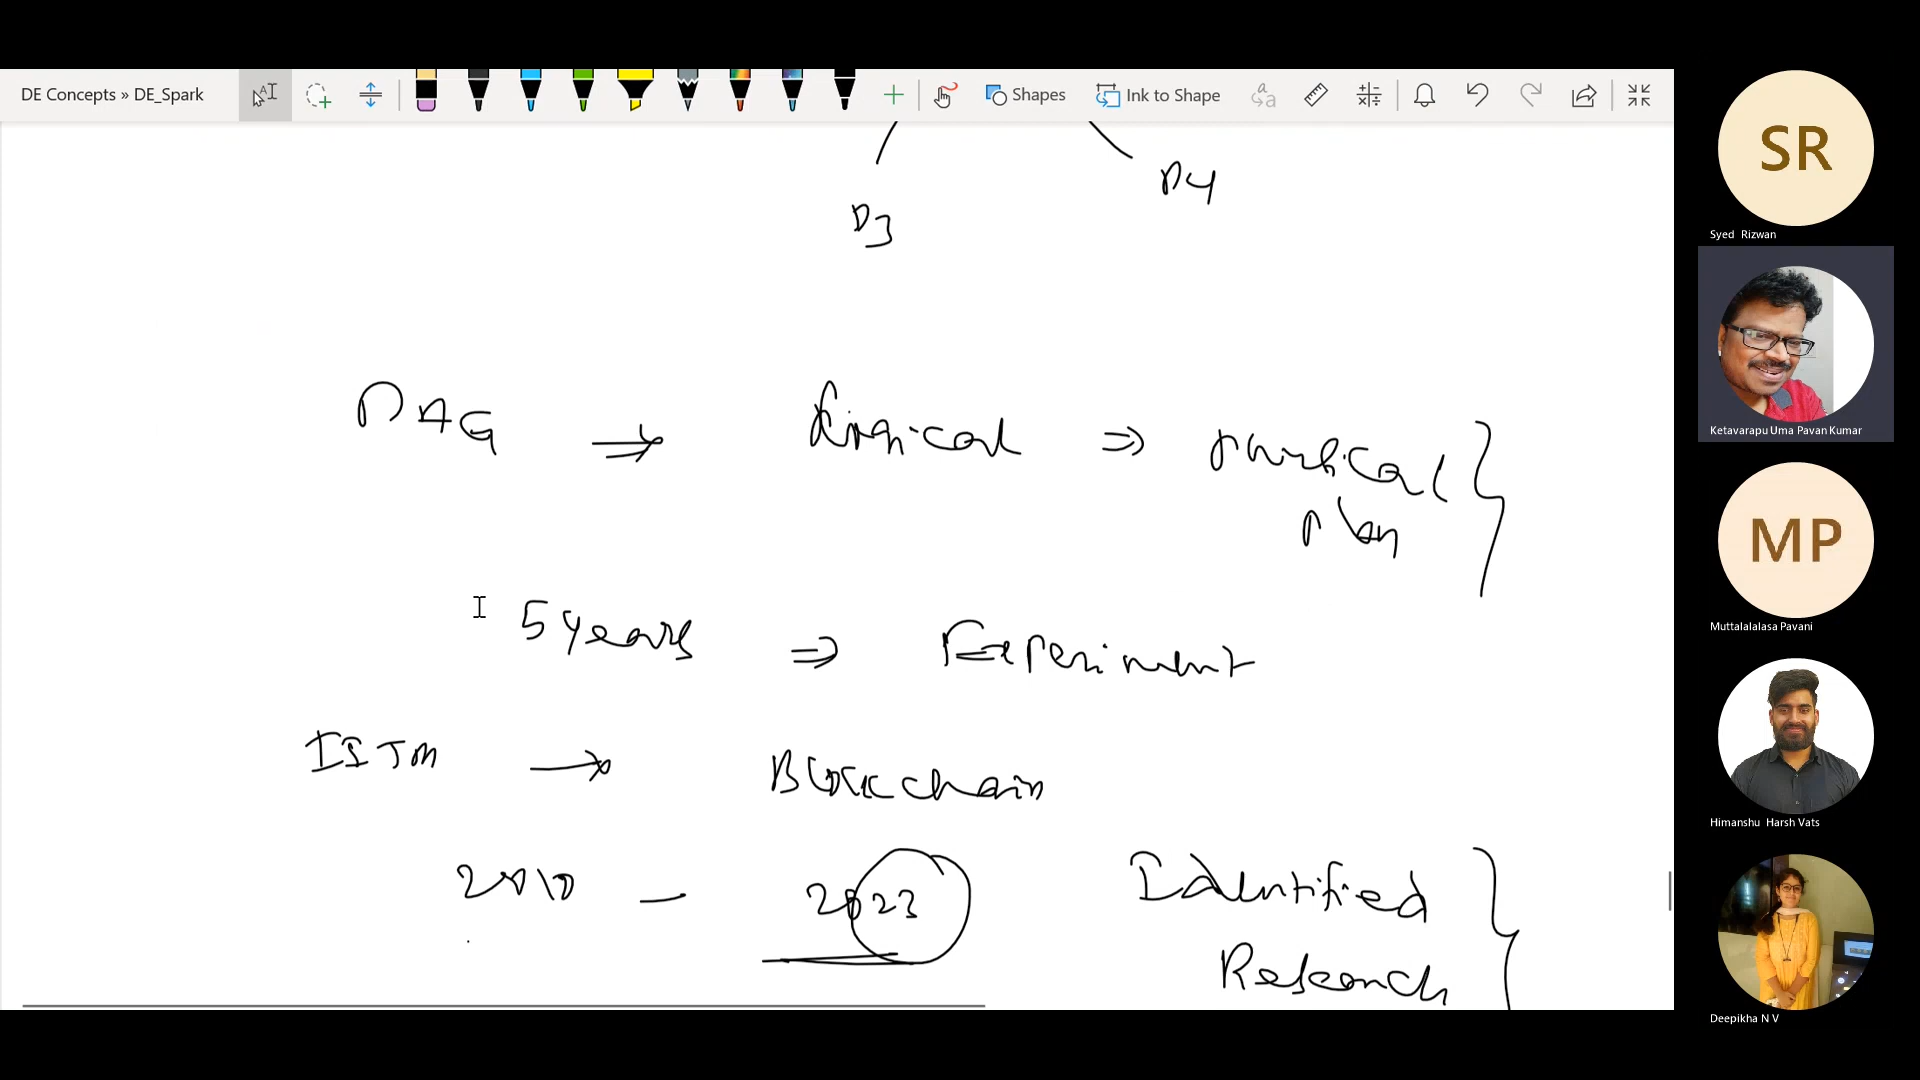 DE Concepts » DE_Spark
Shapes
Ink to Shape
D3
D4
DAG ⇒ Logical ⇒ Physical
Plan
5 years ⇒ Experiment
→ Blockchain
2010 - 2023 Identified
Research
SR
Syed Rizwan
Ketavarapu Uma Pavan Kumar
MP
Muttalalalasa Pavani
Himanshu Harsh Vats
Deepikha N V